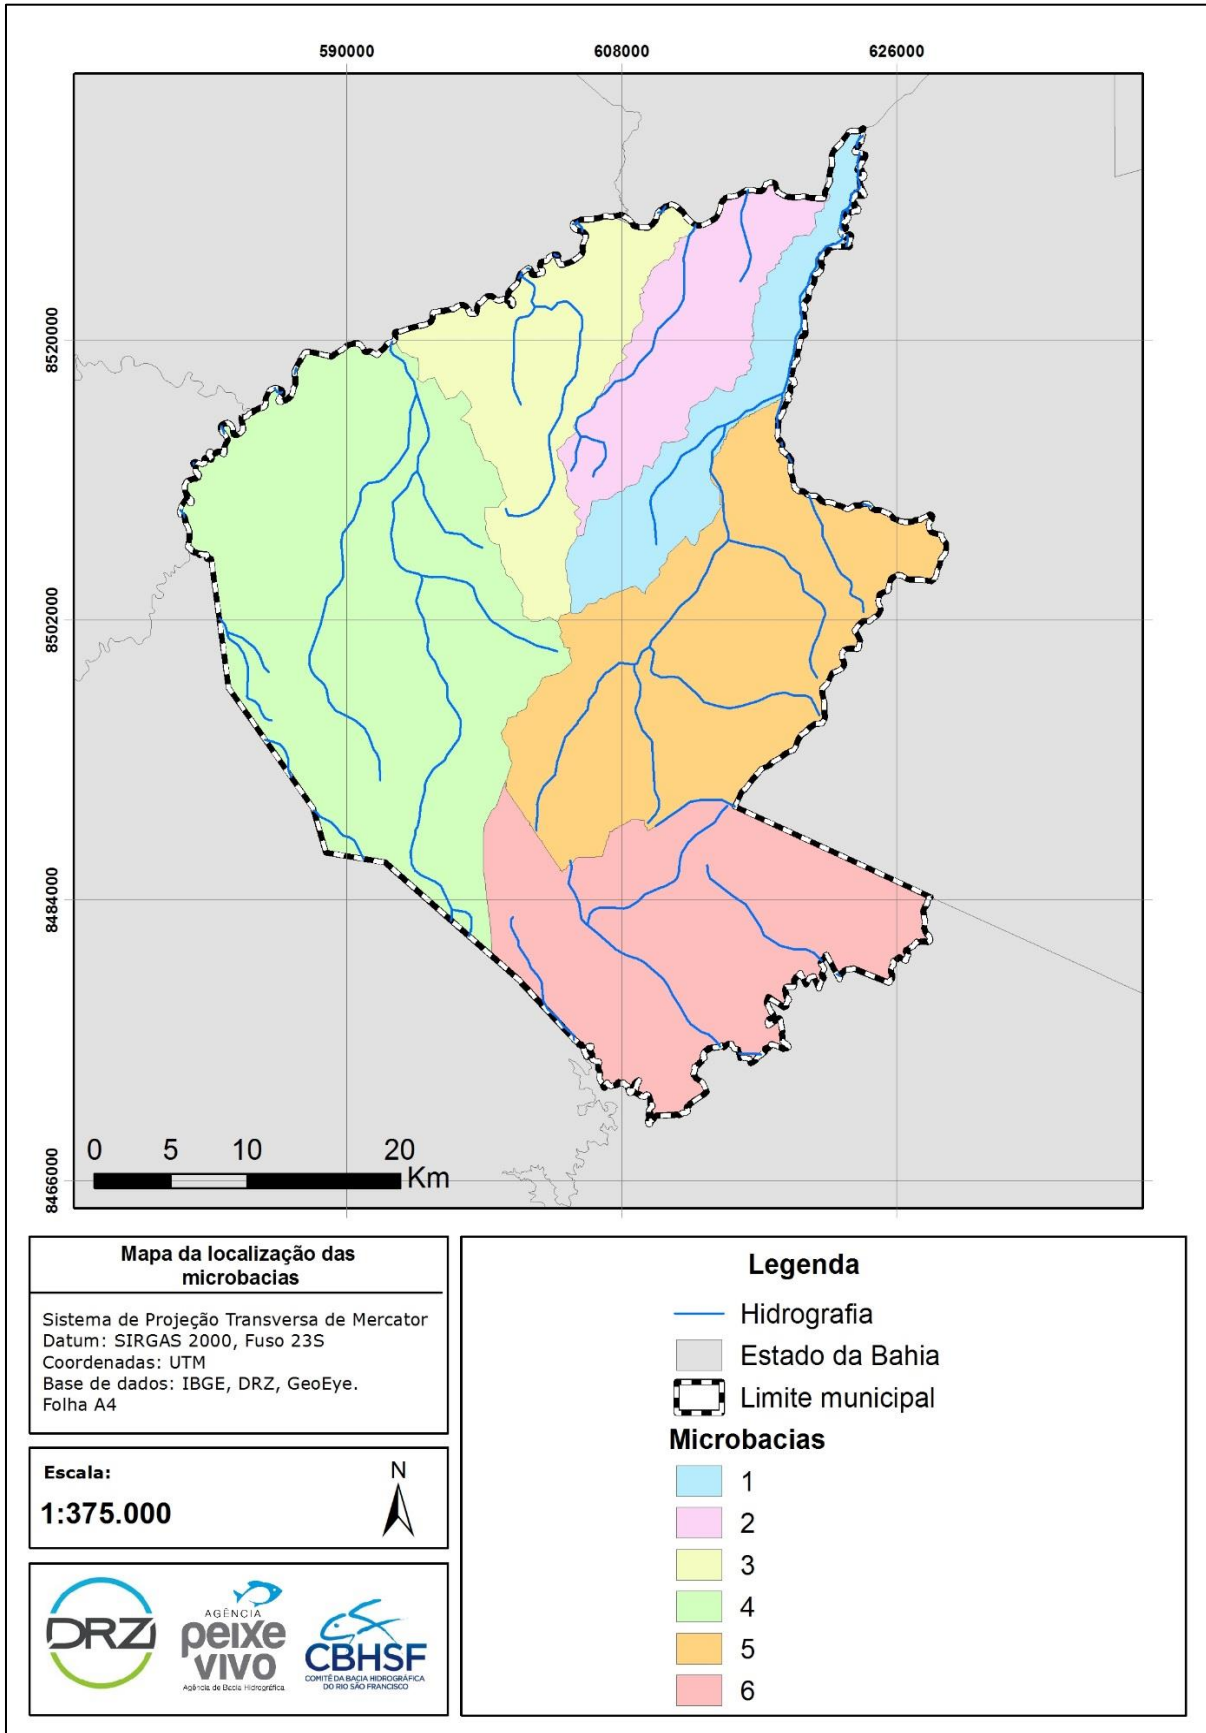 590000 608000 626000
8520000
8502000
8484000
8466000
0 5 10 20
Km
Mapa da localização das
microbacias
Sistema de Projeção Transversa de Mercator
Datum: SIRGAS 2000, Fuso 23S
Coordenadas: UTM
Base de dados: IBGE, DRZ, GeoEye.
Folha A4
Escala:
1:375.000
N
DRZ
AGÊNCIA
peixe
vivo
Agência de Bacia Hidrográfica
CBHSF
COMITÊ DA BACIA HIDROGRÁFICA
DO RIO SÃO FRANCISCO
Legenda
Hidrografia
Estado da Bahia
Limite municipal
Microbacias
1
2
3
4
5
6